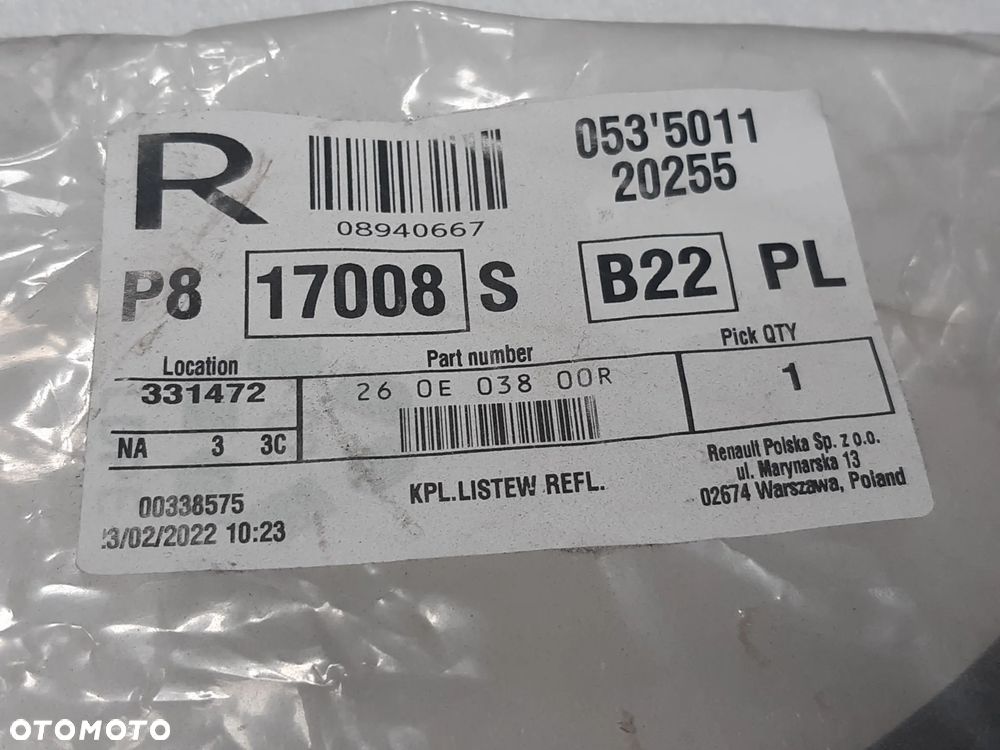 R
08940667
053'5011
20255
P8 17008 S B22 PL
Location
331472
NA 3 3C
Part number
26 0E 038 00R
Pick QTY
1
00338575
3/02/2022 10:23
KPL.LISTEW REFL.
Renault Polska Sp. z o.o.
ul. Marynarska 13
02674 Warszawa, Poland
OTOMOTO